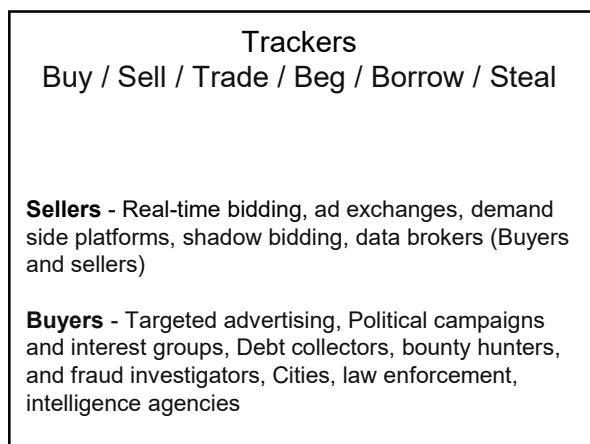 Trackers
Buy / Sell / Trade / Beg / Borrow / Steal
Sellers - Real-time bidding, ad exchanges, demand
side platforms, shadow bidding, data brokers (Buyers
and sellers)
Buyers - Targeted advertising, Political campaigns
and interest groups, Debt collectors, bounty hunters,
and fraud investigators, Cities, law enforcement,
intelligence agencies